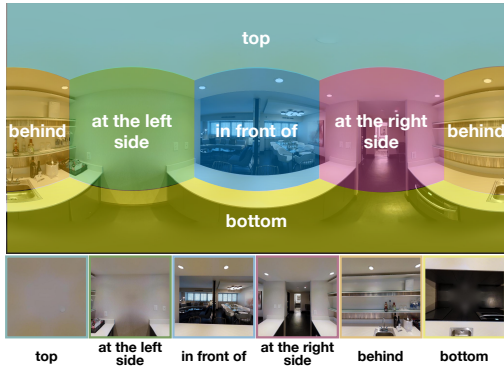 top
behind
at the left
side
in front of
at the right
side
behind
bottom
top
at the left
side
in front of
at the right
side
behind
bottom